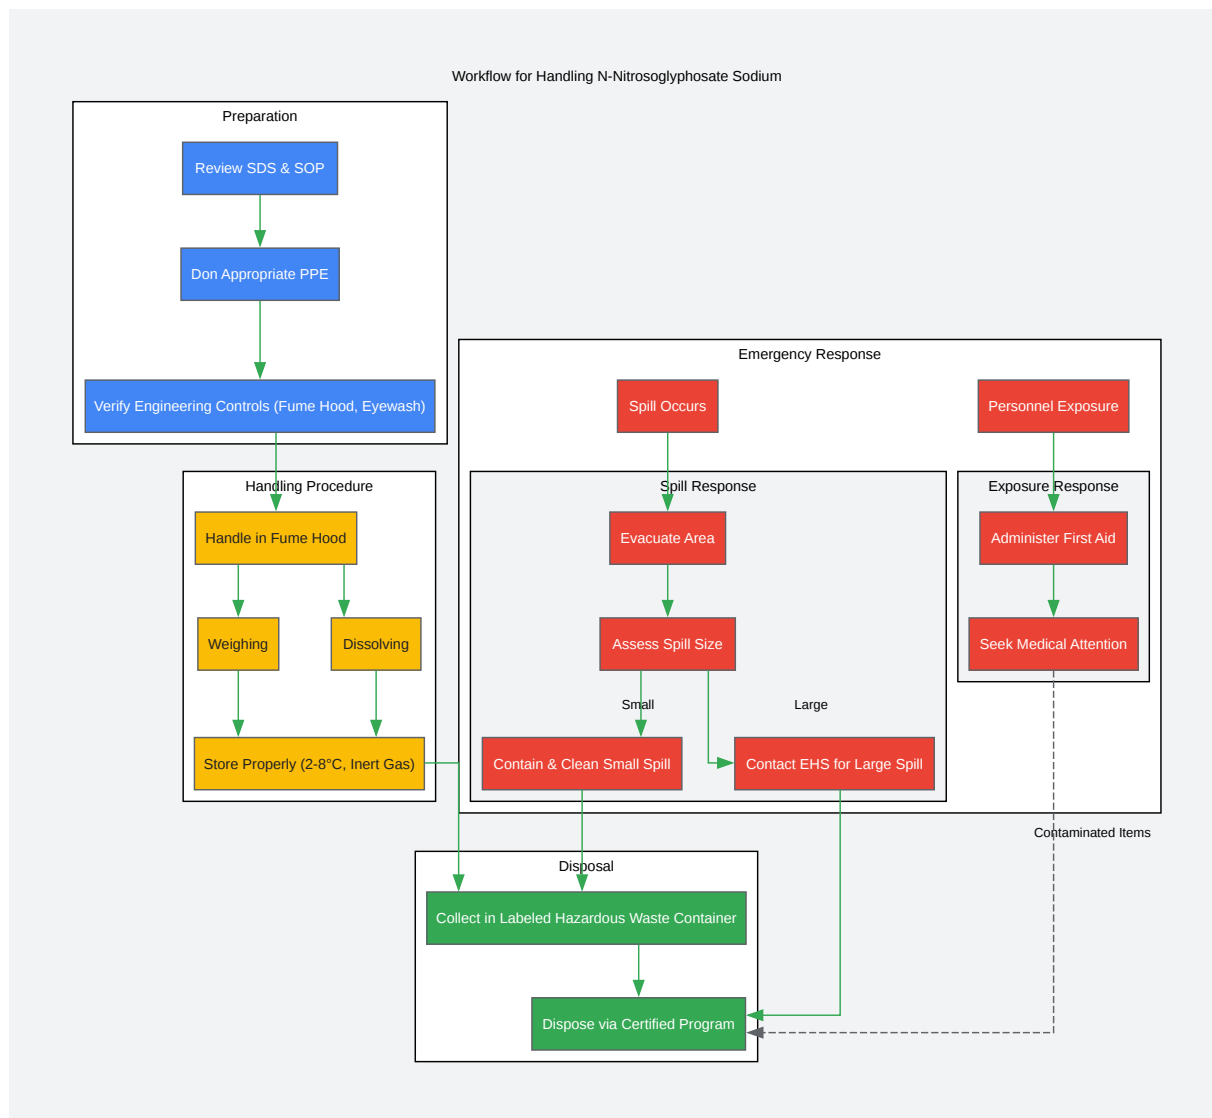 Workflow for Handling N-Nitrosoglyphosate Sodium
Preparation
Review SDS & SOP
Don Appropriate PPE
Verify Engineering Controls (Fume Hood, Eyewash)
Handling Procedure
Handle in Fume Hood
Weighing
Dissolving
Store Properly (2-8°C, Inert Gas)
Emergency Response
Spill Occurs
Personnel Exposure
Spill Response
Evacuate Area
Assess Spill Size
Small
Large
Contain & Clean Small Spill
Contact EHS for Large Spill
Exposure Response
Administer First Aid
Seek Medical Attention
Contaminated Items
Disposal
Collect in Labeled Hazardous Waste Container
Dispose via Certified Program